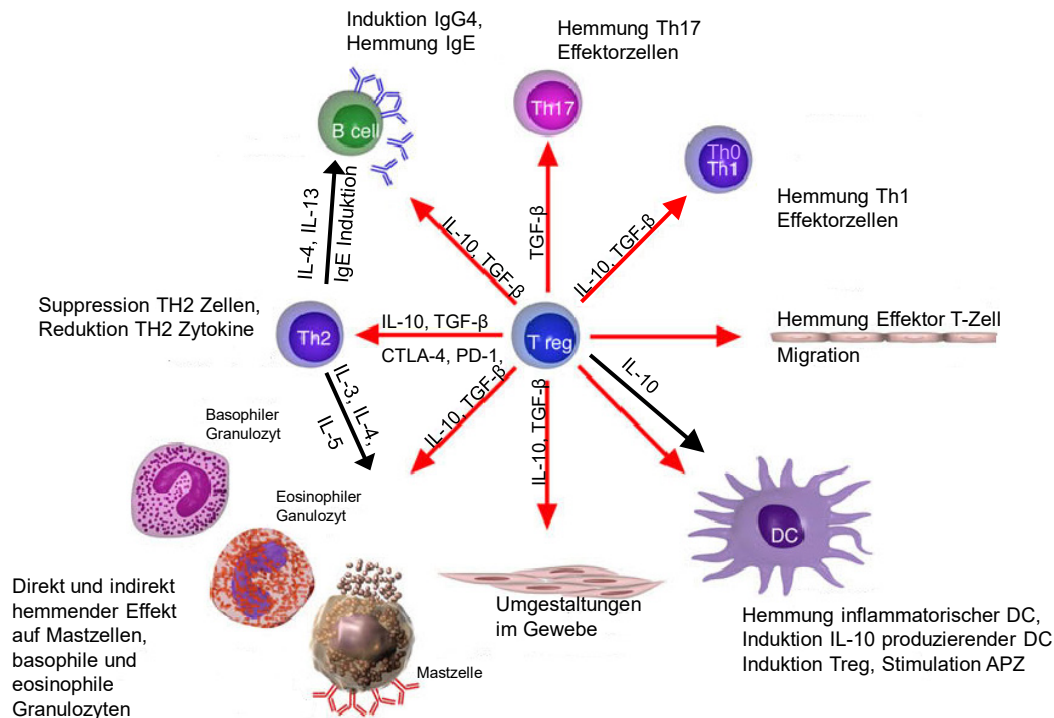 Induktion IgG4,
Hemmung IgE
Hemmung Th17
Effektorzellen
Th17
B cell
Th0
Th1
Hemmung Th1
Effektorzellen
IL-4, IL-13
IgE Induktion
IL-10, TGF-β
TGF-β
IL-10, TGF-β
Suppression TH2 Zellen,
Reduktion TH2 Zytokine
Th2
IL-10, TGF-β
CTLA-4, PD-1,
T reg
Hemmung Effektor T-Zell
Migration
IL-3, IL-4,
IL-5
IL-10, TGF-β
IL-10, TGF-β
IL-10
Basophiler
Granulozyt
Eosinophiler
Ganulozyt
DC
Direkt und indirekt
hemmender Effekt
auf Mastzellen,
basophile und
eosinophile
Granulozyten
Mastzelle
Umgestaltungen
im Gewebe
Hemmung inflammatorischer DC,
Induktion IL-10 produzierender DC
Induktion Treg, Stimulation APZ